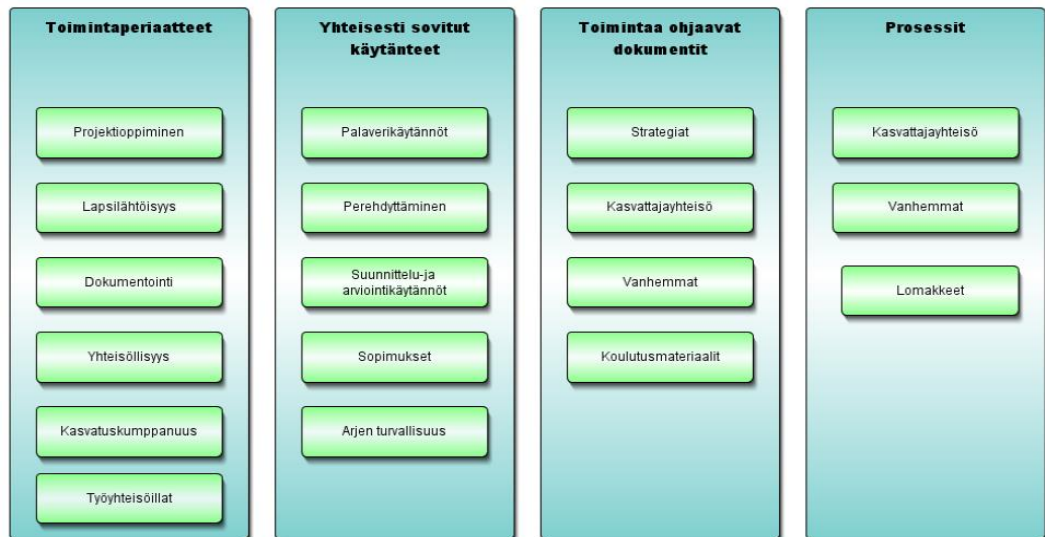 Toimintaperiaatteet
Projektioppiminen
Lapsilähtöisyys
Dokumentointi
Yhteisöllisyys
Kasvatuskumppanuus
Työyhteisöillat
Yhteisesti sovitut
käytänteet
Palaverikäytännöt
Perehdyttäminen
Suunnittelu-ja
arviointikäytännöt
Sopimukset
Arjen turvallisuus
Toimintaa ohjaavat
dokumentit
Strategiat
Kasvattajayhteisö
Vanhemmat
Koulutusmateriaalit
Prosessit
Kasvattajayhteisö
Vanhemmat
Lomakkeet